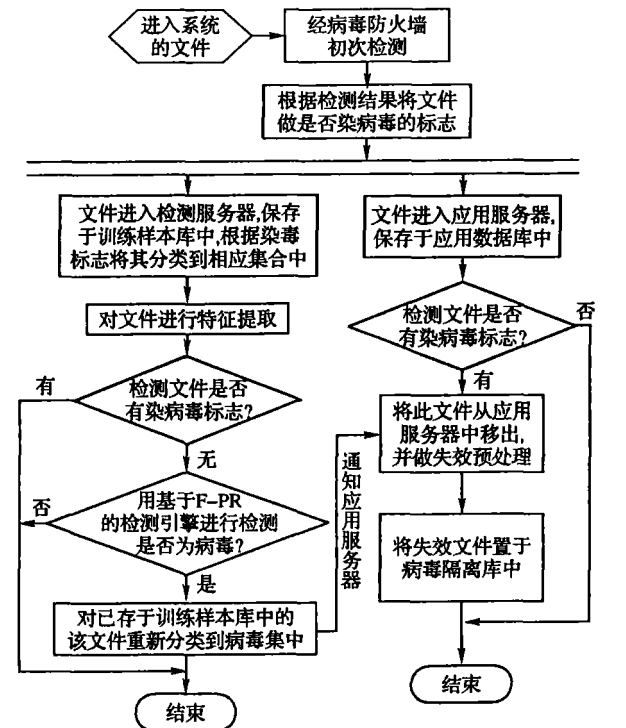 进入系统
的文件
经病毒防火墙
初次检测
根据检测结果将文件
做是否染病毒的标志
文件进入检测服务器,保存
于训练样本库中,根据染毒
标志将其分类到相应集合中
对文件进行特征提取
检测文件是否
有染病毒标志?
有
无
用基于F-PR
的检测引擎进行检测
是否为病毒?
否
是
对已存于训练样本库中的
该文件重新分类到病毒集中
结束
通知应用服务器
文件进入应用服务器,
保存于应用数据库中
检测文件是否
有染病毒标志?
否
有
将此文件从应用
服务器中移出,
并做失效预处理
将失效文件置于
病毒隔离库中
结束